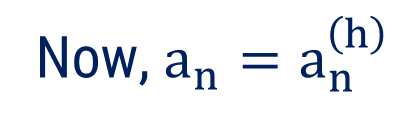 Now, aₙ = aₙ⁽ʰ⁾